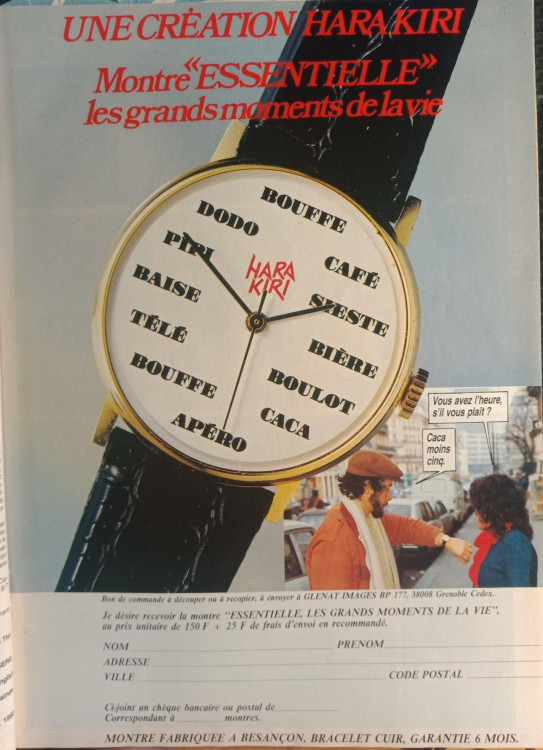 UNE CRÉATION HARA KIRI
Montre "ESSENTIELLE"
les grands moments de la vie
BOUFFE
DODO
PIPI
CAFÉ
HARA
KIRI
BAISE
SIESTE
TÉLÉ
BIÈRE
BOUFFE
BOULOT
APÉRO
CACA
Vous avez l'heure,
s'il vous plaît ?
Caca
moins
cinq.
Bon de commande à découper ou à recopier, à envoyer à GLENAT IMAGES BP 177, 38008 Grenoble Cedex.
Je désire recevoir la montre "ESSENTIELLE, LES GRANDS MOMENTS DE LA VIE",
au prix unitaire de 150 F + 25 F de frais d'envoi en recommandé.
NOM PRENOM
ADRESSE
VILLE CODE POSTAL
Ci-joint un chèque bancaire ou postal de
Correspondant à montres.
MONTRE FABRIQUEE A BESANÇON, BRACELET CUIR, GARANTIE 6 MOIS.